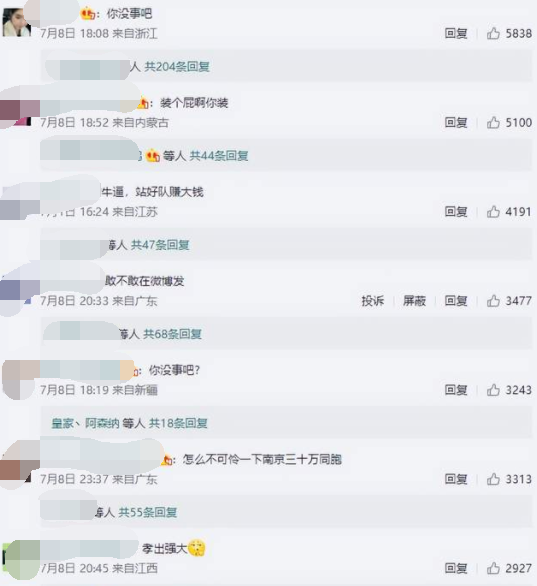 ：你没事吧
7月8日 18:08 来自浙江 回复 5838
人 共204条回复
：装个屁啊你装
7月8日 18:52 来自内蒙古 回复 5100
等人 共44条回复
牛逼，站好队赚大钱
16:24 来自江苏 回复 4191
等人 共47条回复
敢不敢在微博发
7月8日 20:33 来自广东 投诉 屏蔽 回复 3477
等人 共68条回复
：你没事吧？
7月8日 18:19 来自新疆 回复 3243
皇家丶阿森纳 等人 共18条回复
：怎么不可怜一下南京三十万同胞
7月8日 23:37 来自广东 回复 3313
等人 共55条回复
孝出强大
7月8日 20:45 来自江西 回复 2927